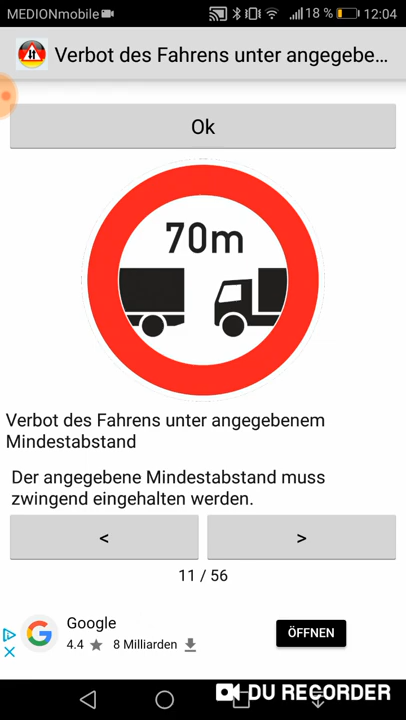 MEDIONmobile 18 % 12:04
Verbot des Fahrens unter angegebe...
Ok
70m
Verbot des Fahrens unter angegebenem
Mindestabstand
Der angegebene Mindestabstand muss
zwingend eingehalten werden.
< >
11 / 56
Google
4.4 ★ 8 Milliarden
ÖFFNEN
DU RECORDER